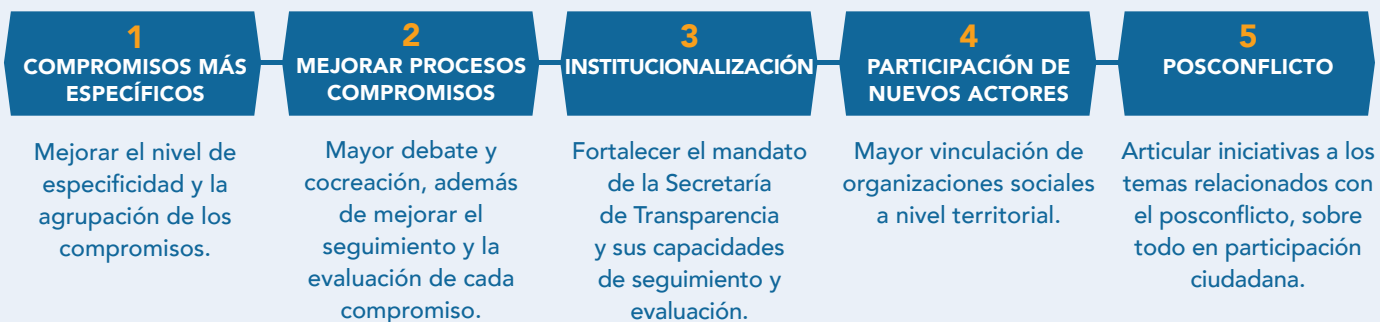 1
COMPROMISOS MÁS
ESPECÍFICOS
Mejorar el nivel de
especificidad y la
agrupación de los
compromisos.
2
MEJORAR PROCESOS
COMPROMISOS
Mayor debate y
cocreación, además
de mejorar el
seguimiento y la
evaluación de cada
compromiso.
3
INSTITUCIONALIZACIÓN
Fortalecer el mandato
de la Secretaría
de Transparencia
y sus capacidades
de seguimiento y
evaluación.
4
PARTICIPACIÓN DE
NUEVOS ACTORES
Mayor vinculación de
organizaciones sociales
a nivel territorial.
5
POSCONFLICTO
Articular iniciativas a los
temas relacionados con
el posconflicto, sobre
todo en participación
ciudadana.